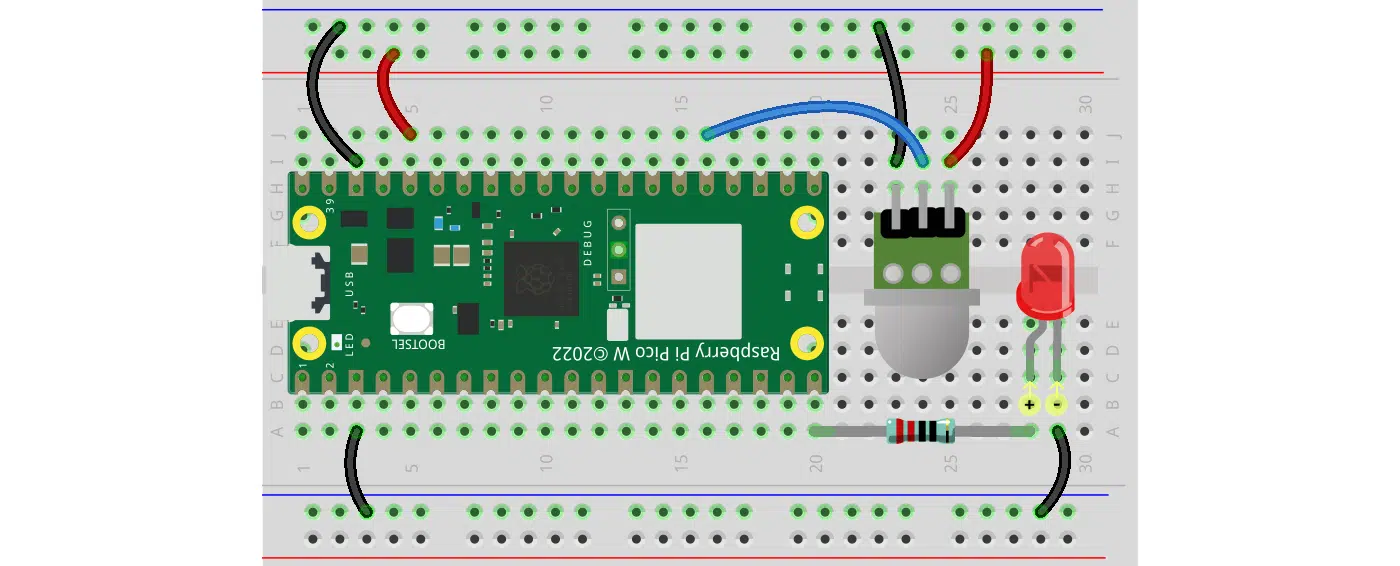 1 5 10 15 20 25 30
J J
I I
H H
G G
F F
39
DEBUG
USB
E E
LED
BOOTSEL
D D
Raspberry Pi Pico W ©2022
1 2
C C
B + - B
A A
1 5 10 15 20 25 30